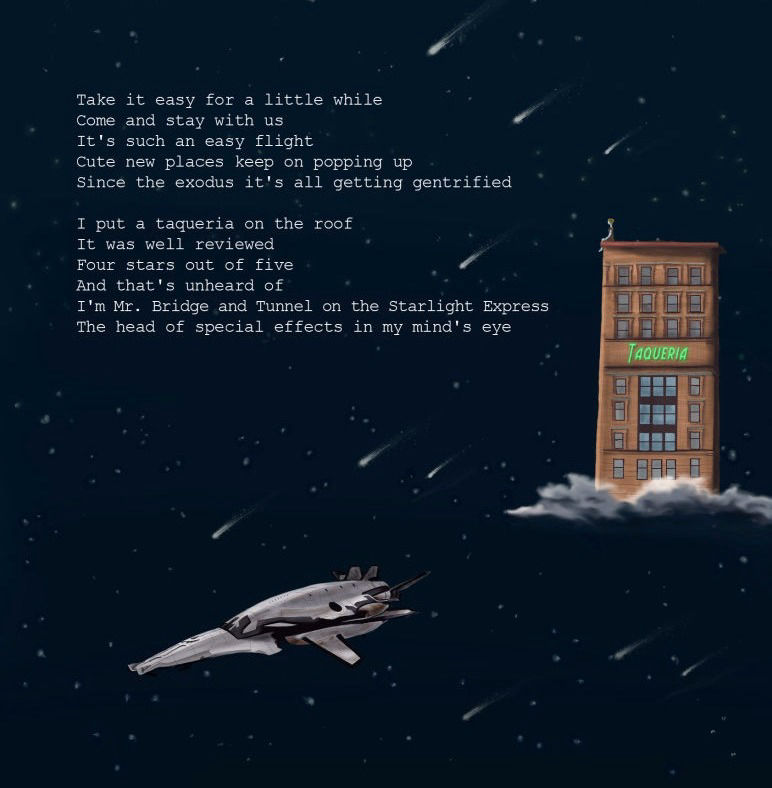 Take it easy for a little while
Come and stay with us
It's such an easy flight
Cute new places keep on popping up
Since the exodus it's all getting gentrified

I put a taqueria on the roof
It was well reviewed
Four stars out of five
And that's unheard of
I'm Mr. Bridge and Tunnel on the Starlight Express
The head of special effects in my mind's eye
TAQUERIA